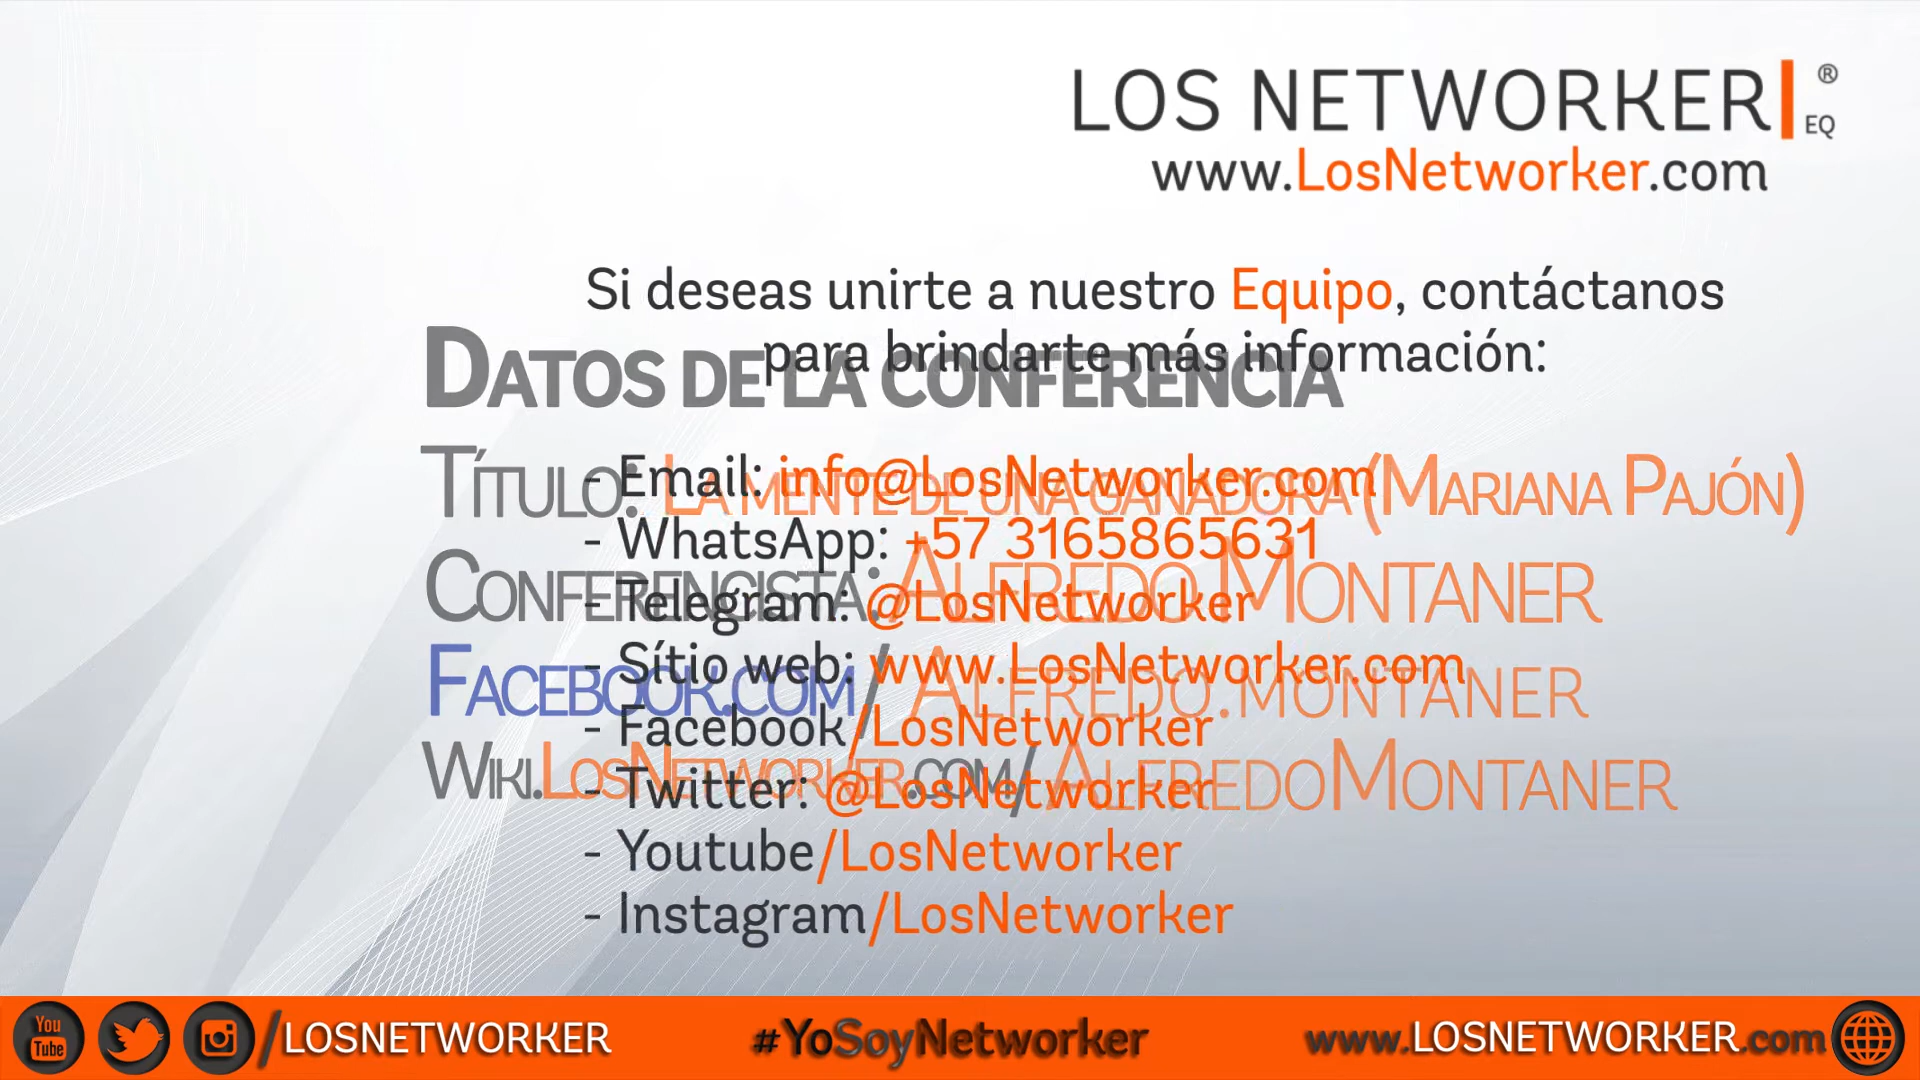 LOS NETWORKER ®
EQ
www.LosNetworker.com
Si deseas unirte a nuestro Equipo, contáctanos
para brindarte más información:
- Email: info@LosNetworker.com
- WhatsApp: +57 3165865631
- Telegram: @LosNetworker
- Sítio web: www.LosNetworker.com
- Facebook/LosNetworker
- Twitter: @LosNetworker
- Youtube/LosNetworker
- Instagram/LosNetworker
DATOS DE LA CONFERENCIA
TÍTULO: LA MENTE DE UNA GANADORA (MARIANA PAJÓN)
CONFERENCISTA: ALFREDO MONTANER
FACEBOOK.COM/ALFREDO.MONTANER
WIKI.LOSNETWORKER.COM/ALFREDOMONTANER
You
Tube
/LOSNETWORKER
#YoSoyNetworker
www.LOSNETWORKER.com